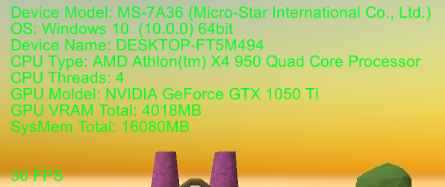 Device Model: MS-7A36 (Micro-Star International Co., Ltd.)
OS: Windows 10  (10.0.0) 64bit
Device Name: DESKTOP-FT5M494
CPU Type: AMD Athlon(tm) X4 950 Quad Core Processor
CPU Threads: 4
GPU Moldel: NVIDIA GeForce GTX 1050 Ti
GPU VRAM Total: 4018MB
SysMem Total: 16080MB
30 FPS